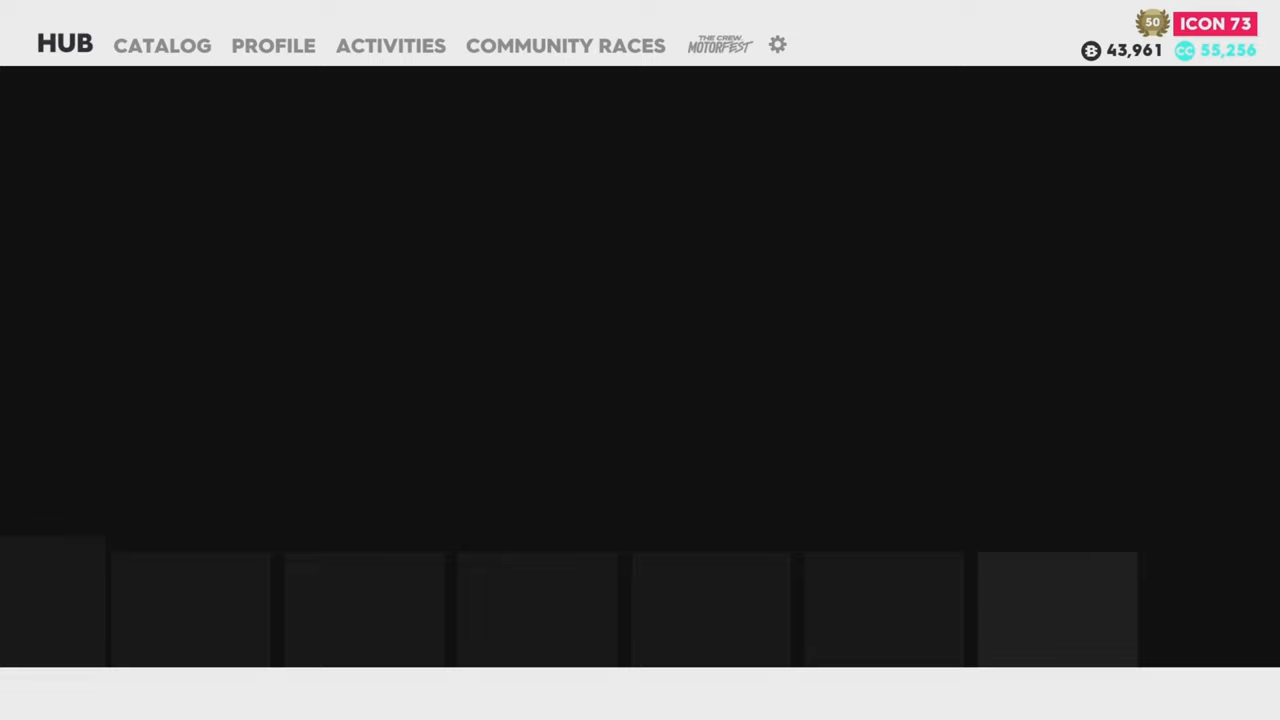 HUB CATALOG PROFILE ACTIVITIES COMMUNITY RACES THE CREW MOTORFEST
50 ICON 73
43,961 CC 55,256